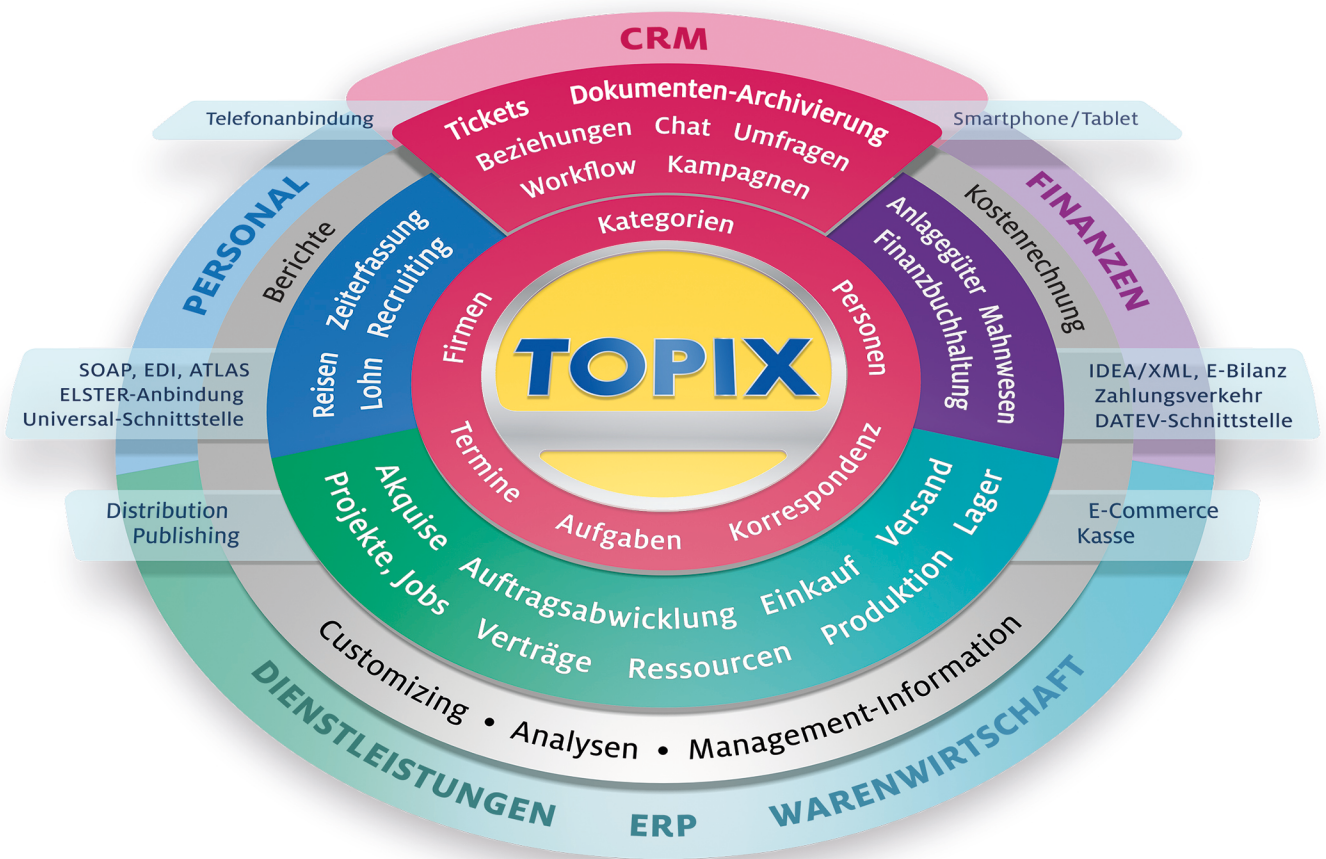 CRM
Tickets Dokumenten-Archivierung
Beziehungen Chat Umfragen
Workflow Kampagnen
Telefonanbindung
Smartphone/Tablet
PERSONAL
Berichte
Zeiterfassung
Recruiting
Reisen
Lohn
FINANZEN
Kostenrechnung
Anlagegüter
Finanzbuchhaltung
Mahnwesen
Kategorien
Firmen
Personen
TOPIX
Termine
Aufgaben
Korrespondenz
SOAP, EDI, ATLAS
ELSTER-Anbindung
Universal-Schnittstelle
IDEA/XML, E-Bilanz
Zahlungsverkehr
DATEV-Schnittstelle
Distribution
Publishing
E-Commerce
Kasse
Akquise
Projekte, Jobs
Auftragsabwicklung
Einkauf
Versand
Lager
Verträge
Ressourcen
Produktion
Customizing • Analysen • Management-Information
DIENSTLEISTUNGEN
ERP
WARENWIRTSCHAFT